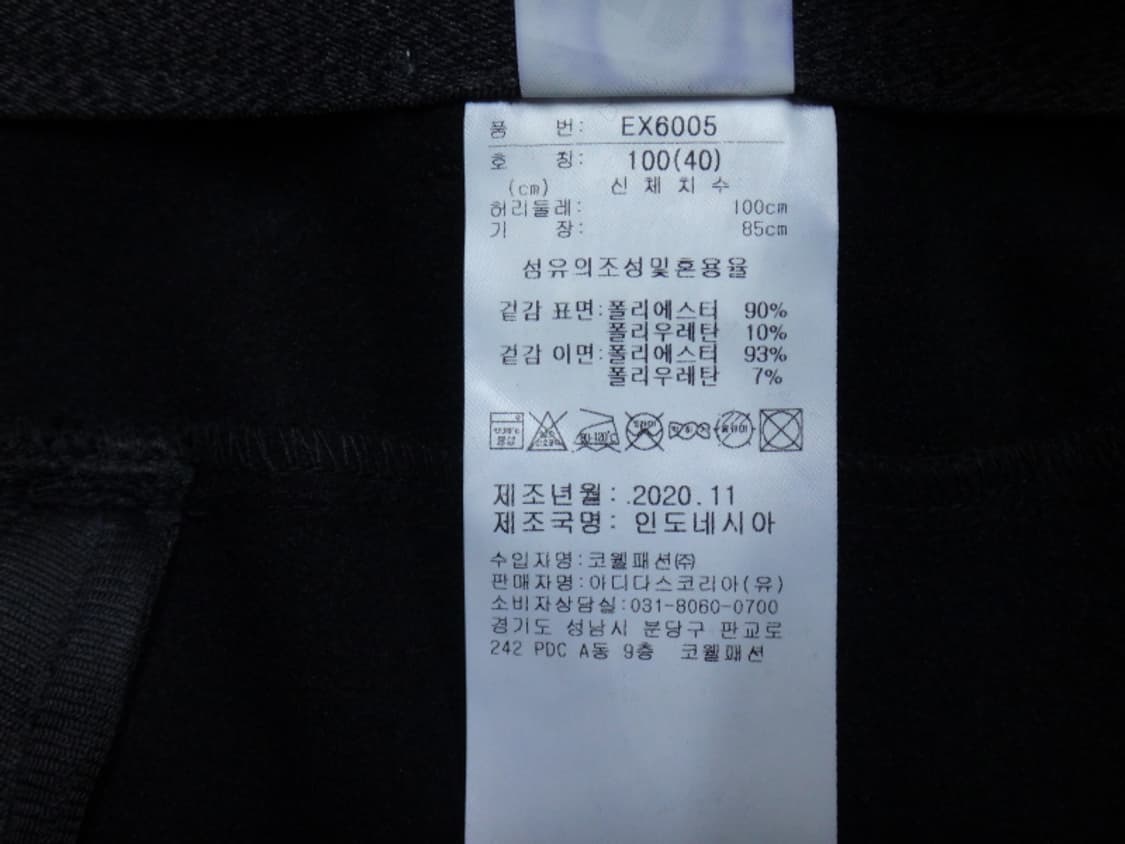 품 번: EX6005
호 칭: 100(40)
(cm) 신 체 치 수
허리둘레: 100cm
기 장: 85cm
섬유의조성및혼용율
겉감 표면:폴리에스터 90%
폴리우레탄 10%
겉감 이면:폴리에스터 93%
폴리우레탄 7%
80-120℃
제조년월: .2020.11
제조국명: 인도네시아
수입자명:코웰패션㈜
판매자명:아디다스코리아(유)
소비자상담실:031-8060-0700
경기도 성남시 분당구 판교로
242 PDC A동 9층 코웰패션